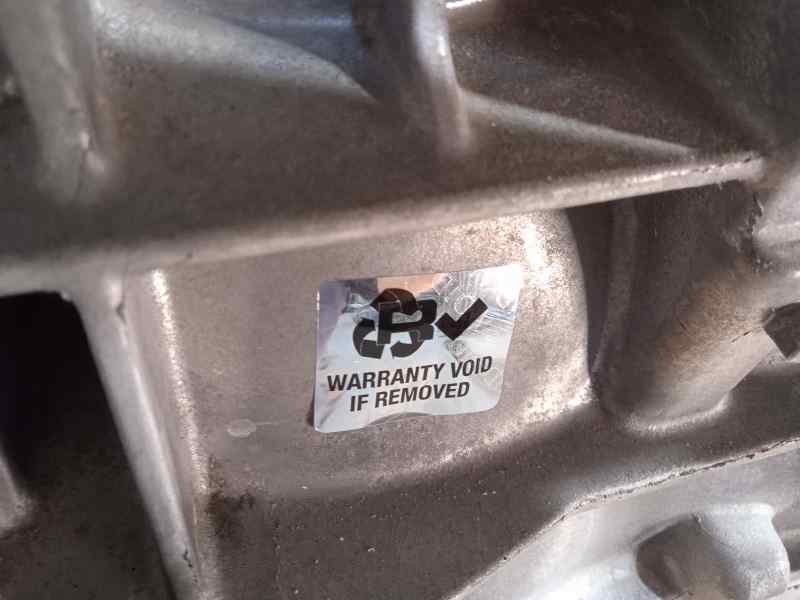 R
WARRANTY VOID
IF REMOVED